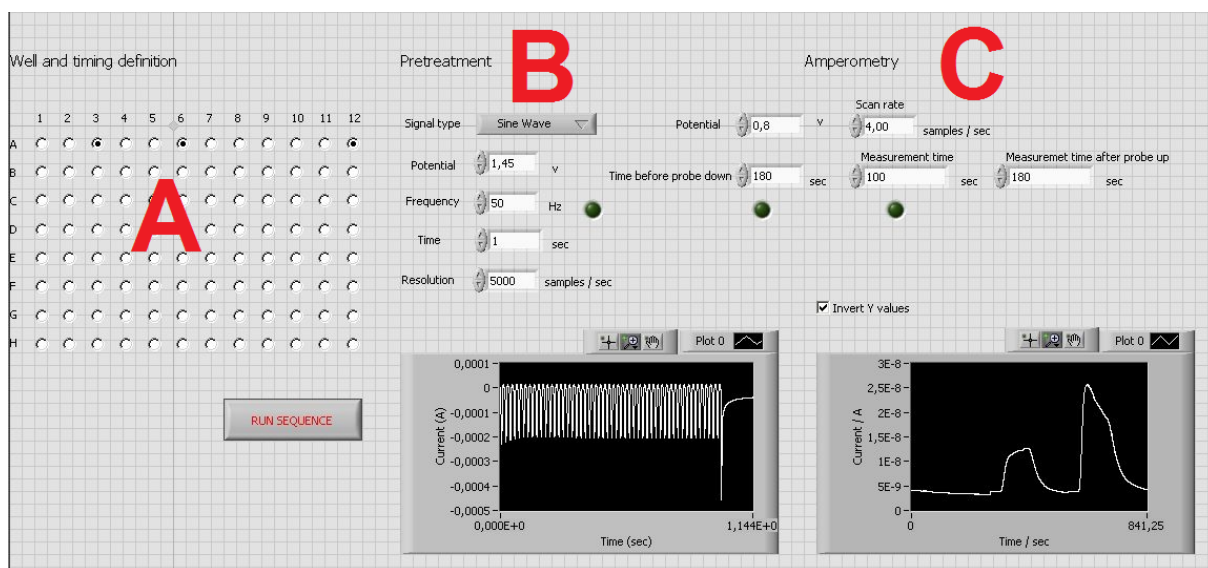 Well and timing definition
A
1 2 3 4 5 6 7 8 9 10 11 12
A
B
C
D
E
F
G
H
RUN SEQUENCE
Pretreatment
B
Signal type Sine Wave
Potential 1,45 v
Frequency 50 Hz
Time 1 sec
Resolution 5000 samples / sec
Plot 0
Current (A)
0,0001
0
-0,0001
-0,0002
-0,0003
-0,0004
-0,0005
0,000E+0 1,144E+0
Time (sec)
Amperometry
C
Scan rate
Potential 0,8 v 4,00 samples / sec
Measurement time Measuremet time after probe up
Time before probe down 180 sec 100 sec 180 sec
Invert Y values
Plot 0
Current / A
3E-8
2,5E-8
2E-8
1,5E-8
1E-8
5E-9
0
0 841,25
Time / sec